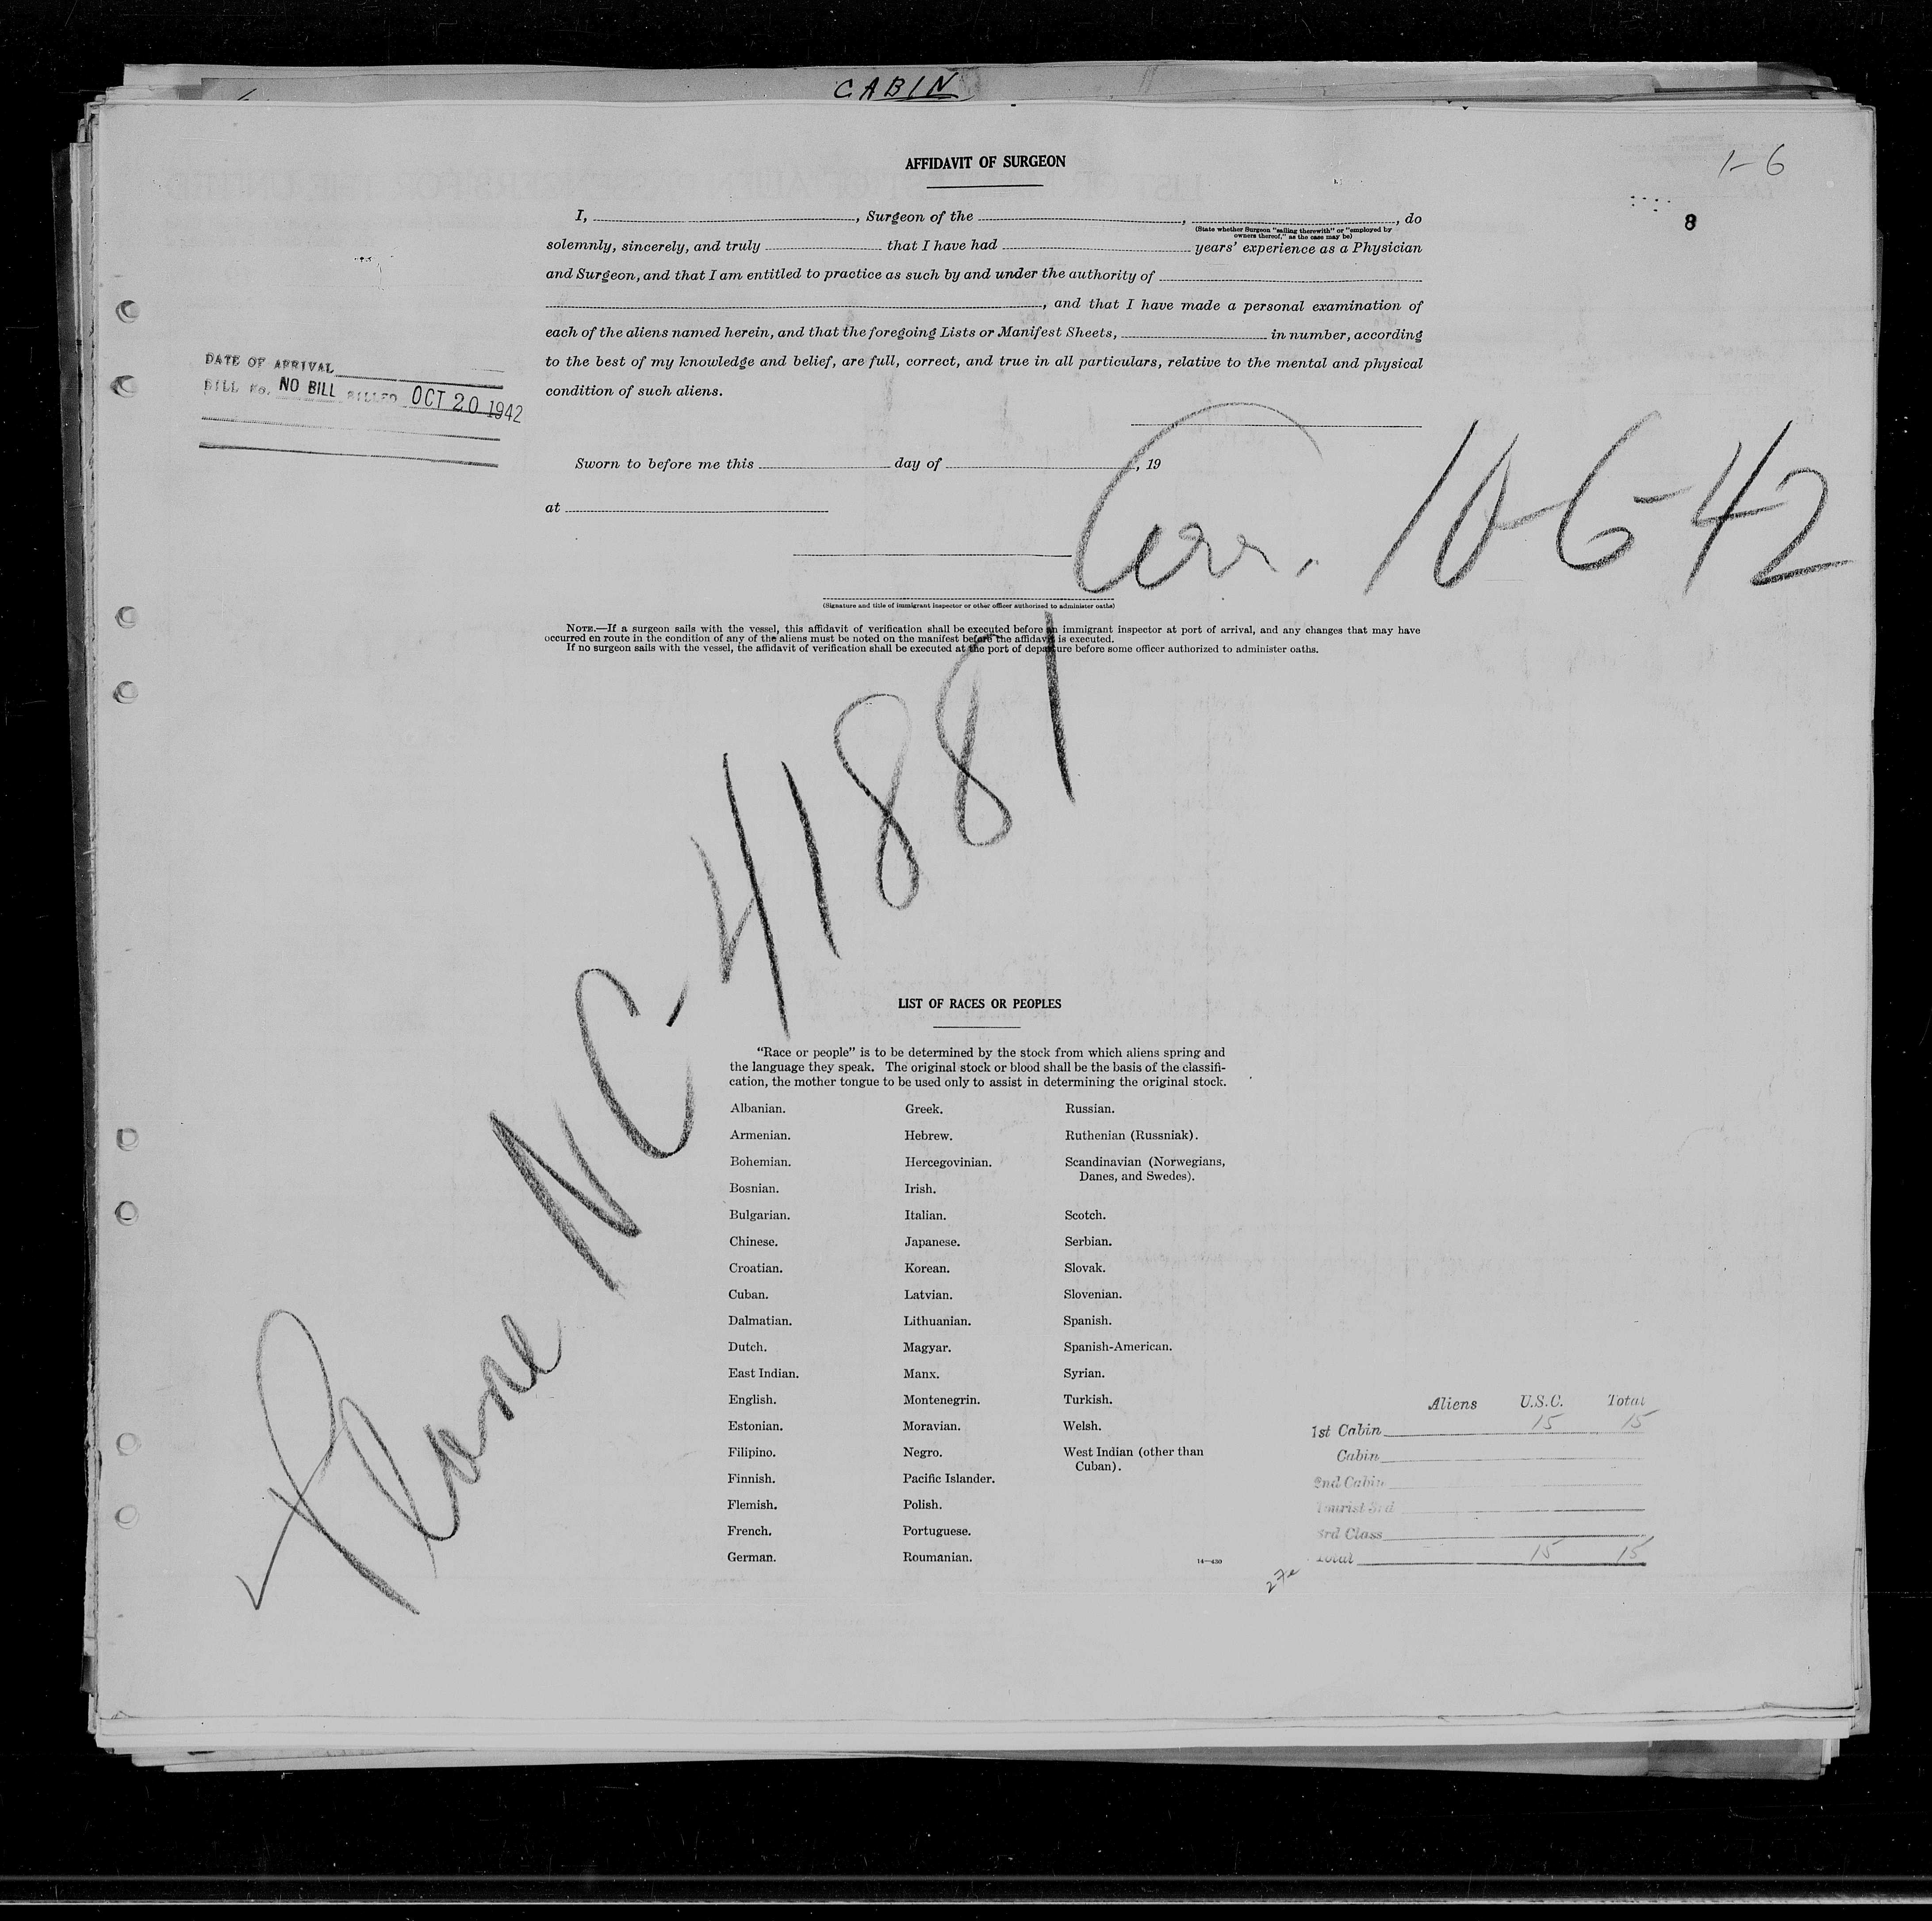 CABIN
AFFIDAVIT OF SURGEON
1-6
8
I, , Surgeon of the , , do
(State whether Surgeon "sailing therewith" or "employed by
owners thereof," as the case may be)
solemnly, sincerely, and truly that I have had years' experience as a Physician
and Surgeon, and that I am entitled to practice as such by and under the authority of
, and that I have made a personal examination of
each of the aliens named herein, and that the foregoing Lists or Manifest Sheets, in number, according
to the best of my knowledge and belief, are full, correct, and true in all particulars, relative to the mental and physical
condition of such aliens.
DATE OF ARRIVAL
BILL No. NO BILL BILLED OCT 20 1942
Sworn to before me this day of , 19
at
Arr. 10-6-42
(Signature and title of immigrant inspector or other officer authorized to administer oaths)
NOTE.—If a surgeon sails with the vessel, this affidavit of verification shall be executed before an immigrant inspector at port of arrival, and any changes that may have
occurred en route in the condition of any of the aliens must be noted on the manifest before the affidavit is executed.
If no surgeon sails with the vessel, the affidavit of verification shall be executed at the port of departure before some officer authorized to administer oaths.
Plane NC-41881
LIST OF RACES OR PEOPLES
"Race or people" is to be determined by the stock from which aliens spring and
the language they speak. The original stock or blood shall be the basis of the classifi-
cation, the mother tongue to be used only to assist in determining the original stock.
Albanian.
Armenian.
Bohemian.
Bosnian.
Bulgarian.
Chinese.
Croatian.
Cuban.
Dalmatian.
Dutch.
East Indian.
English.
Estonian.
Filipino.
Finnish.
Flemish.
French.
German.
Greek.
Hebrew.
Hercegovinian.
Irish.
Italian.
Japanese.
Korean.
Latvian.
Lithuanian.
Magyar.
Manx.
Montenegrin.
Moravian.
Negro.
Pacific Islander.
Polish.
Portuguese.
Roumanian.
Russian.
Ruthenian (Russniak).
Scandinavian (Norwegians,
Danes, and Swedes).
Scotch.
Serbian.
Slovak.
Slovenian.
Spanish.
Spanish-American.
Syrian.
Turkish.
Welsh.
West Indian (other than
Cuban).
14—430
Aliens U.S.C. Total
1st Cabin 15 15
Cabin
2nd Cabin
Tourist 3rd
3rd Class
Total 15 15